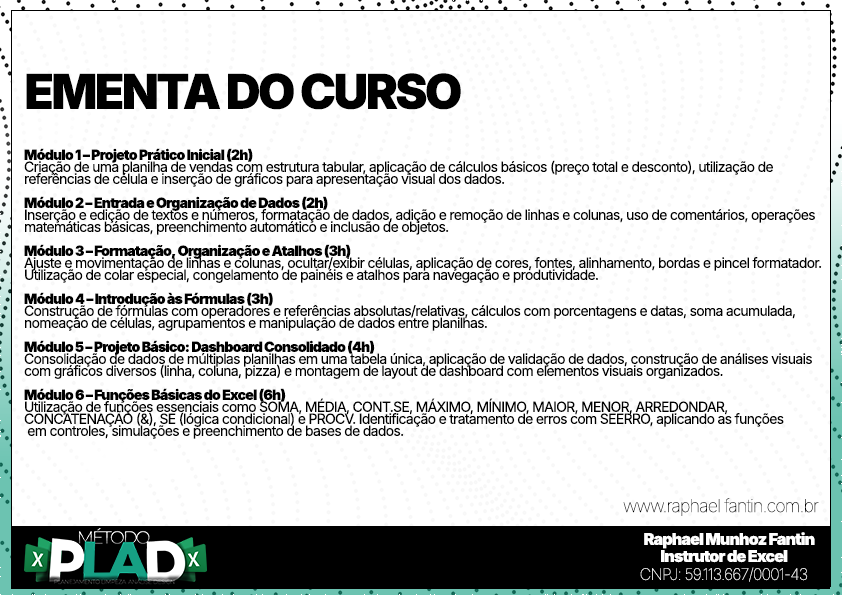 EMENTA DO CURSO
Módulo 1 – Projeto Prático Inicial (2h)
Criação de uma planilha de vendas com estrutura tabular, aplicação de cálculos básicos (preço total e desconto), utilização de
referências de célula e inserção de gráficos para apresentação visual dos dados.
Módulo 2 – Entrada e Organização de Dados (2h)
Inserção e edição de textos e números, formatação de dados, adição e remoção de linhas e colunas, uso de comentários, operações
matemáticas básicas, preenchimento automático e inclusão de objetos.
Módulo 3 – Formatação, Organização e Atalhos (3h)
Ajuste e movimentação de linhas e colunas, ocultar/exibir células, aplicação de cores, fontes, alinhamento, bordas e pincel formatador.
Utilização de colar especial, congelamento de painéis e atalhos para navegação e produtividade.
Módulo 4 – Introdução às Fórmulas (3h)
Construção de fórmulas com operadores e referências absolutas/relativas, cálculos com porcentagens e datas, soma acumulada,
nomeação de células, agrupamentos e manipulação de dados entre planilhas.
Módulo 5 – Projeto Básico: Dashboard Consolidado (4h)
Consolidação de dados de múltiplas planilhas em uma tabela única, aplicação de validação de dados, construção de análises visuais
com gráficos diversos (linha, coluna, pizza) e montagem de layout de dashboard com elementos visuais organizados.
Módulo 6 – Funções Básicas do Excel (6h)
Utilização de funções essenciais como SOMA, MÉDIA, CONT.SE, MÁXIMO, MÍNIMO, MAIOR, MENOR, ARREDONDAR,
CONCATENAÇÃO (&), SE (lógica condicional) e PROCV. Identificação e tratamento de erros com SEERRO, aplicando as funções
em controles, simulações e preenchimento de bases de dados.
www.raphaelfantin.com.br
MÉTODO
X PLAD X
Raphael Munhoz Fantin
Instrutor de Excel
CNPJ: 59.113.667/0001-43